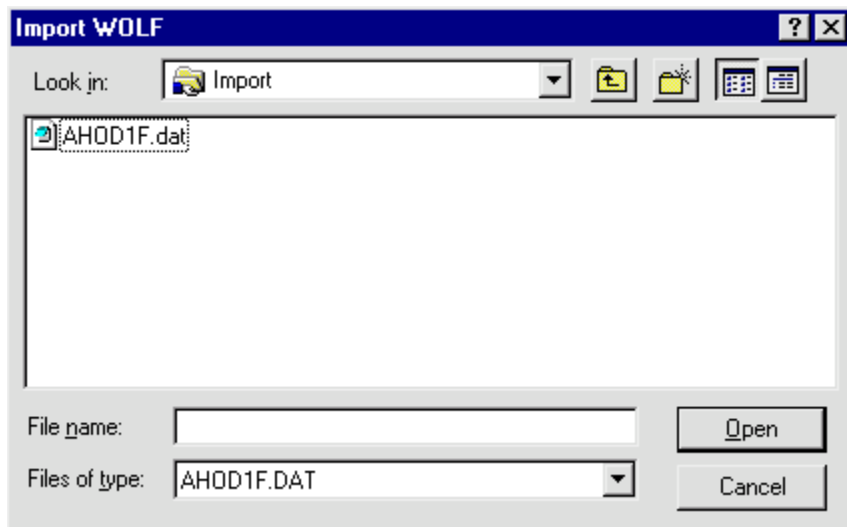 Import WOLF
Look in: Import
AHOD1F.dat
File name: Open
Files of type: AHOD1F.DAT Cancel